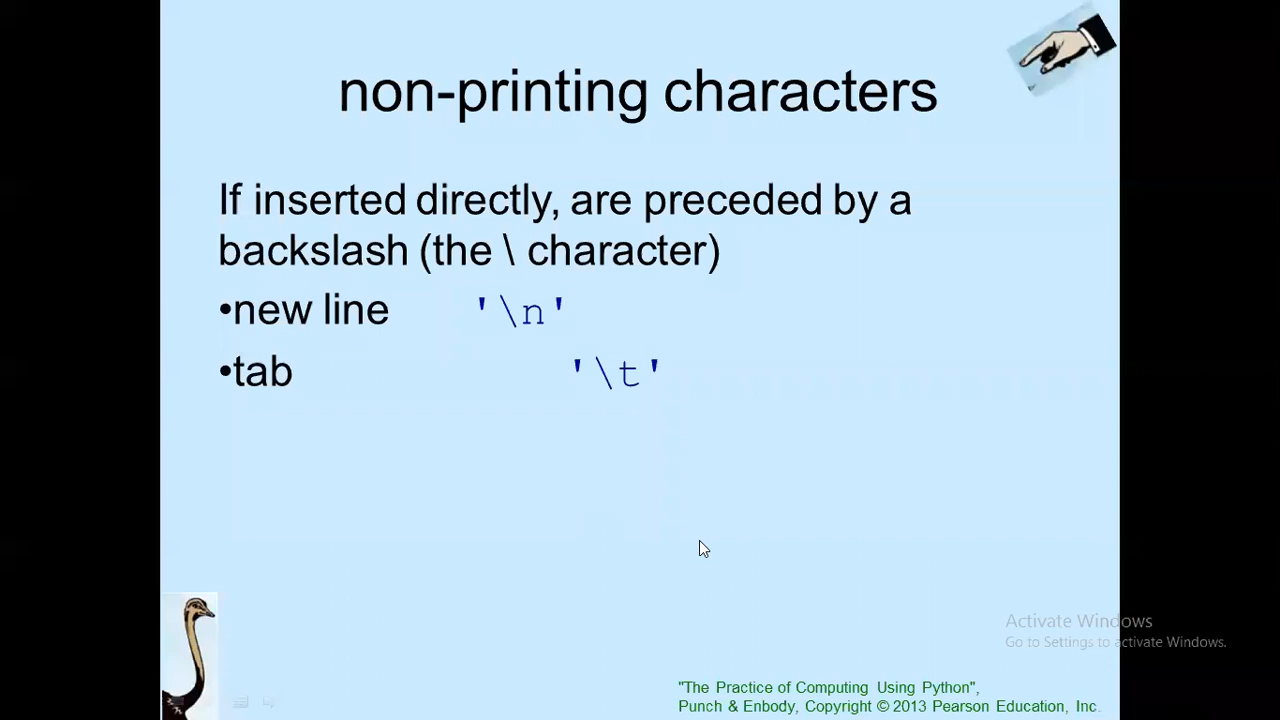 non-printing characters
If inserted directly, are preceded by a
backslash (the \ character)
•new line '\n'
•tab '\t'
Activate Windows
Go to Settings to activate Windows.
"The Practice of Computing Using Python",
Punch & Enbody, Copyright © 2013 Pearson Education, Inc.